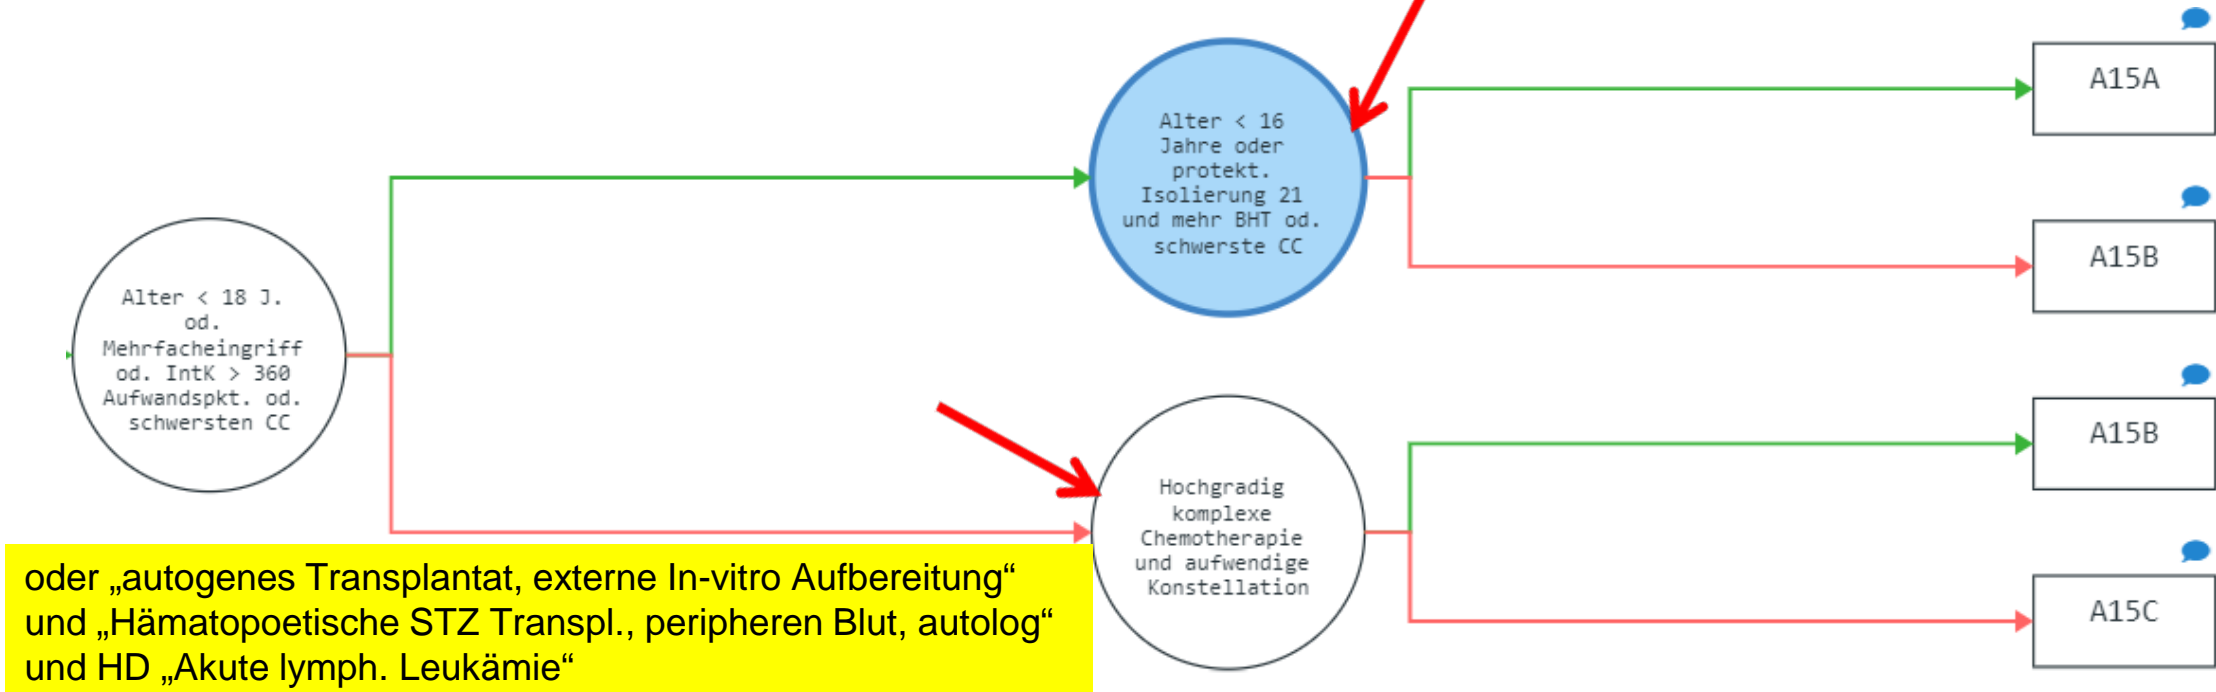 Alter < 18 J.
od.
Mehrfacheingriff
od. IntK > 360
Aufwandspkt. od.
schwersten CC
Alter < 16
Jahre oder
protekt.
Isolierung 21
und mehr BHT od.
schwerste CC
Hochgradig
komplexe
Chemotherapie
und aufwendige
Konstellation
A15A
A15B
A15B
A15C
oder „autogenes Transplantat, externe In-vitro Aufbereitung“
und „Hämatopoetische STZ Transpl., peripheren Blut, autolog“
und HD „Akute lymph. Leukämie“